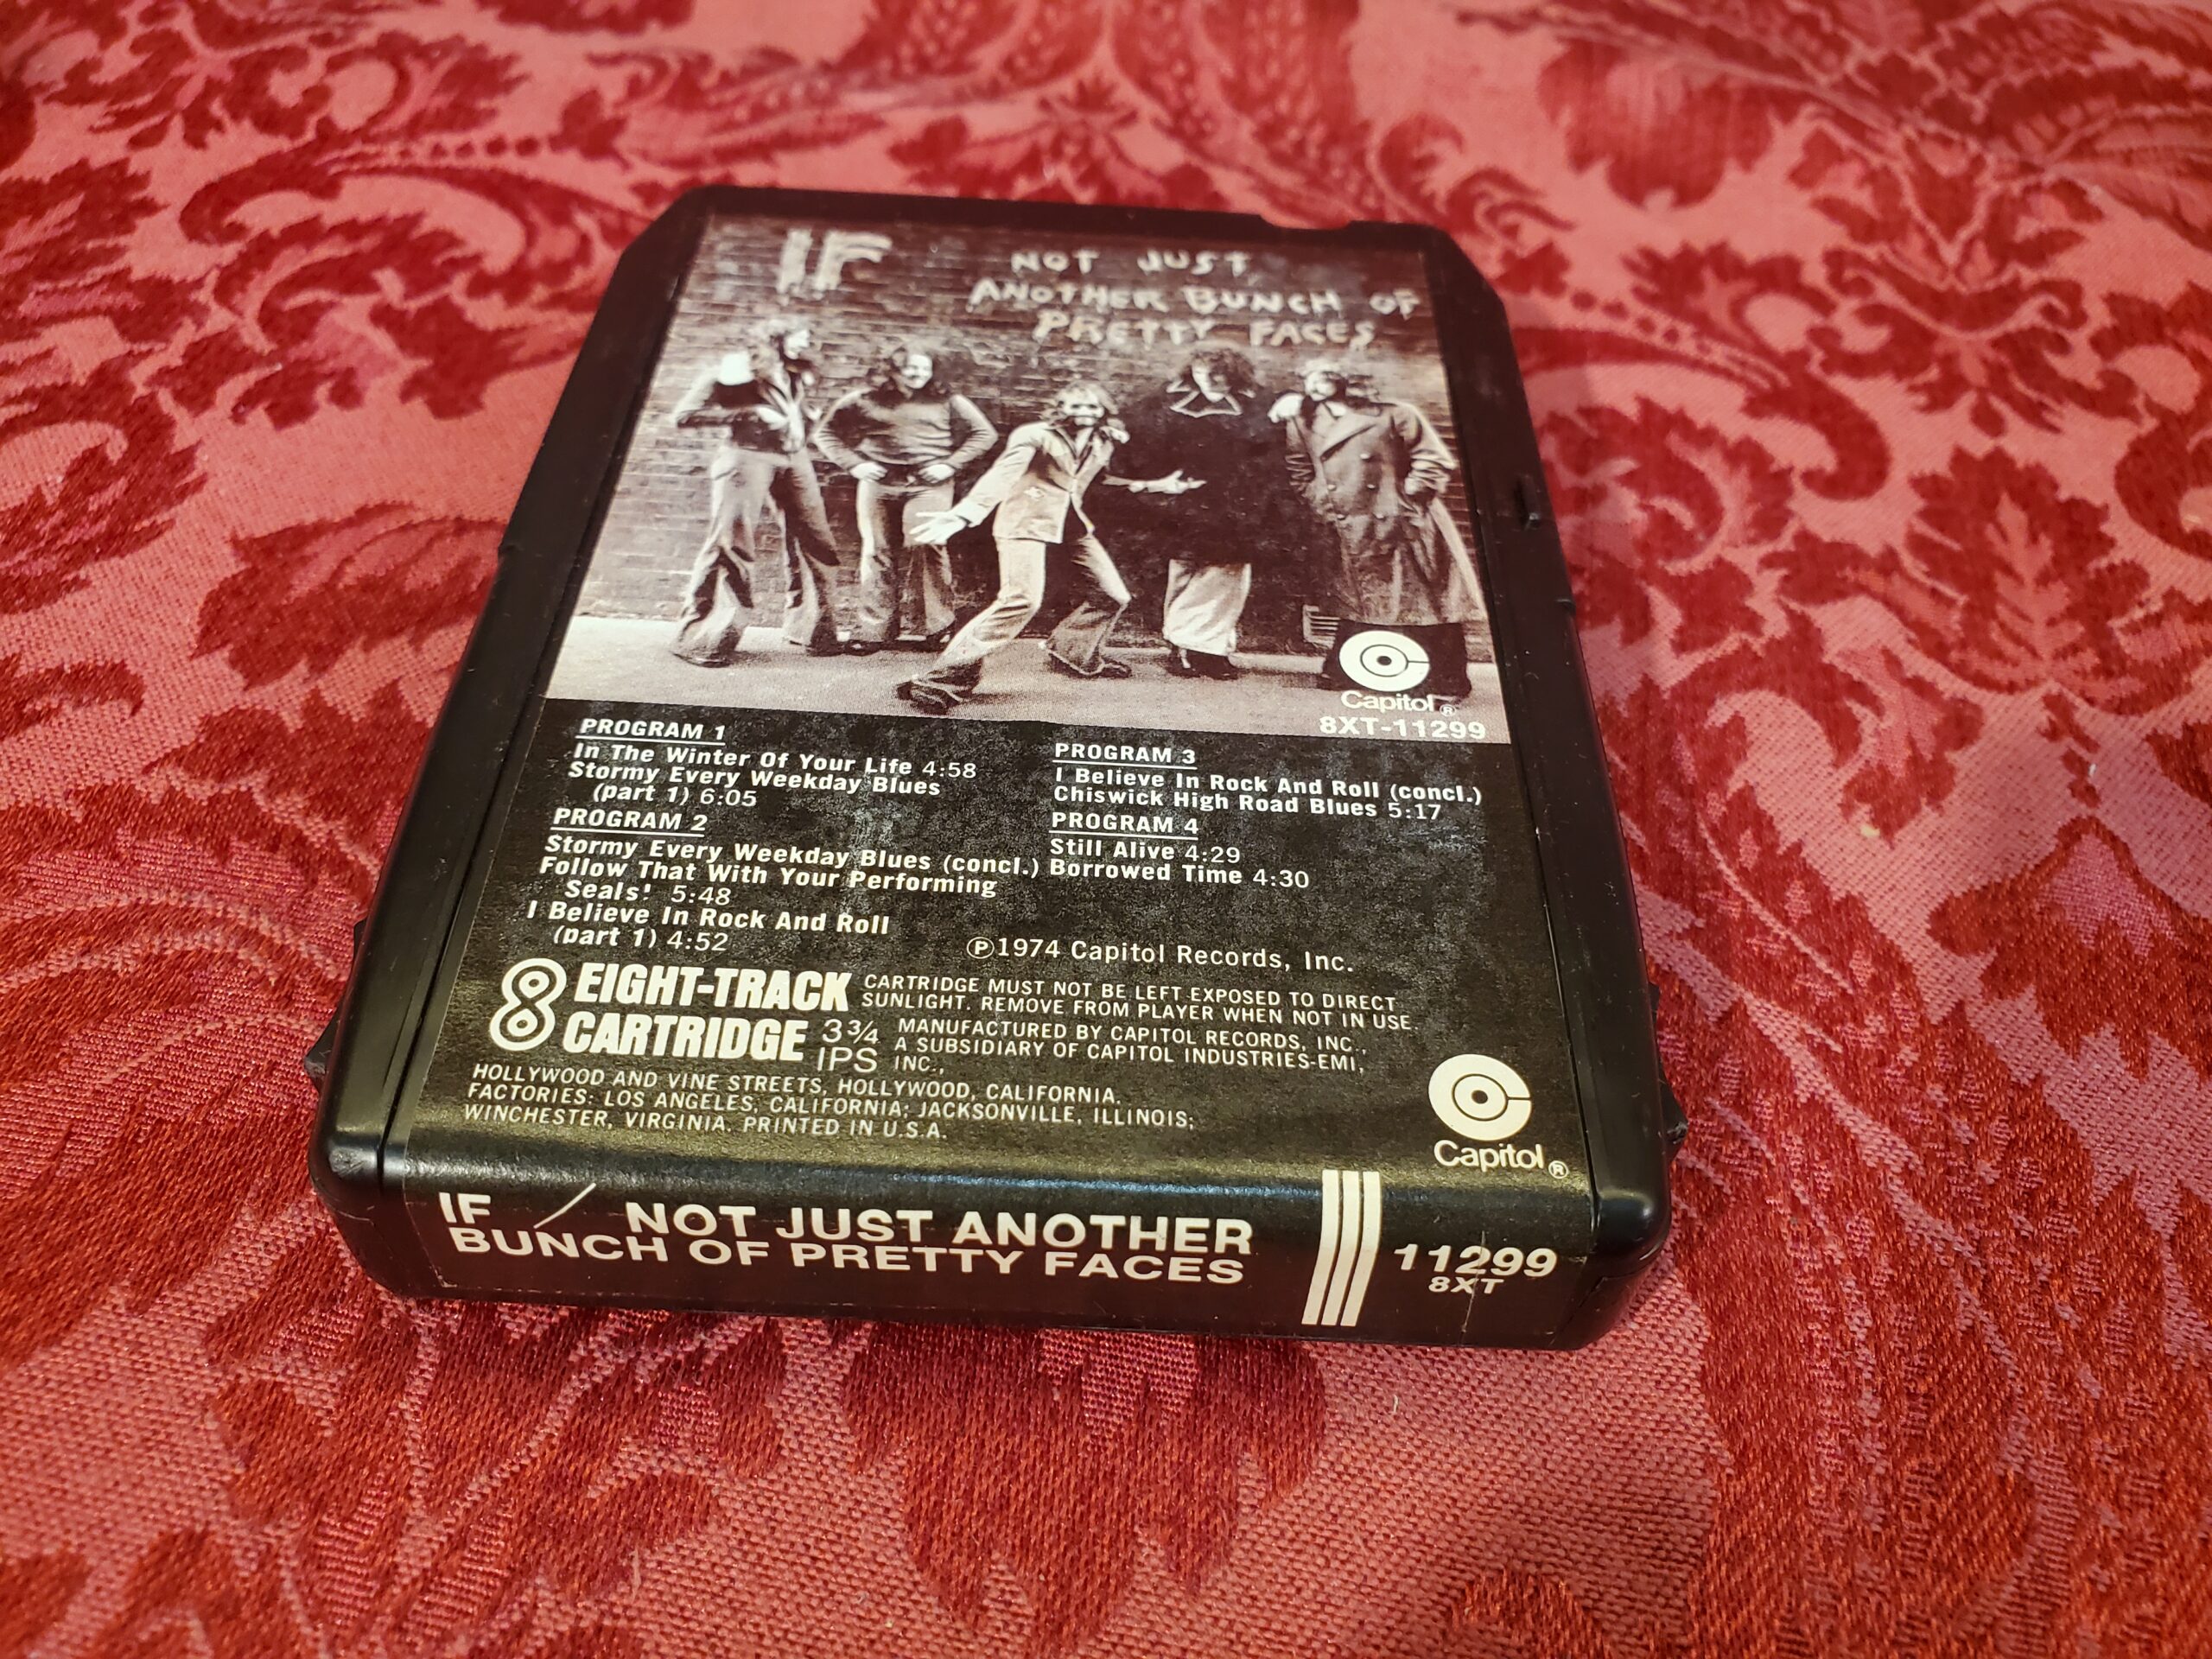 IF
NOT JUST
ANOTHER BUNCH OF
PRETTY FACES
Capitol®
8XT-11299
PROGRAM 1
In The Winter Of Your Life 4:58
Stormy Every Weekday Blues
(part 1) 6:05
PROGRAM 2
Stormy Every Weekday Blues (concl.)
Follow That With Your Performing
Seals! 5:48
I Believe In Rock And Roll
(part 1) 4:52
PROGRAM 3
I Believe In Rock And Roll (concl.)
Chiswick High Road Blues 5:17
PROGRAM 4
Still Alive 4:29
Borrowed Time 4:30
℗1974 Capitol Records, Inc.
8 EIGHT-TRACK
CARTRIDGE 3¾
IPS
CARTRIDGE MUST NOT BE LEFT EXPOSED TO DIRECT
SUNLIGHT. REMOVE FROM PLAYER WHEN NOT IN USE.
MANUFACTURED BY CAPITOL RECORDS, INC.,
A SUBSIDIARY OF CAPITOL INDUSTRIES-EMI,
INC.,
HOLLYWOOD AND VINE STREETS, HOLLYWOOD, CALIFORNIA.
FACTORIES: LOS ANGELES, CALIFORNIA; JACKSONVILLE, ILLINOIS;
WINCHESTER, VIRGINIA. PRINTED IN U.S.A.
Capitol®
IF / NOT JUST ANOTHER
BUNCH OF PRETTY FACES
11299
8XT